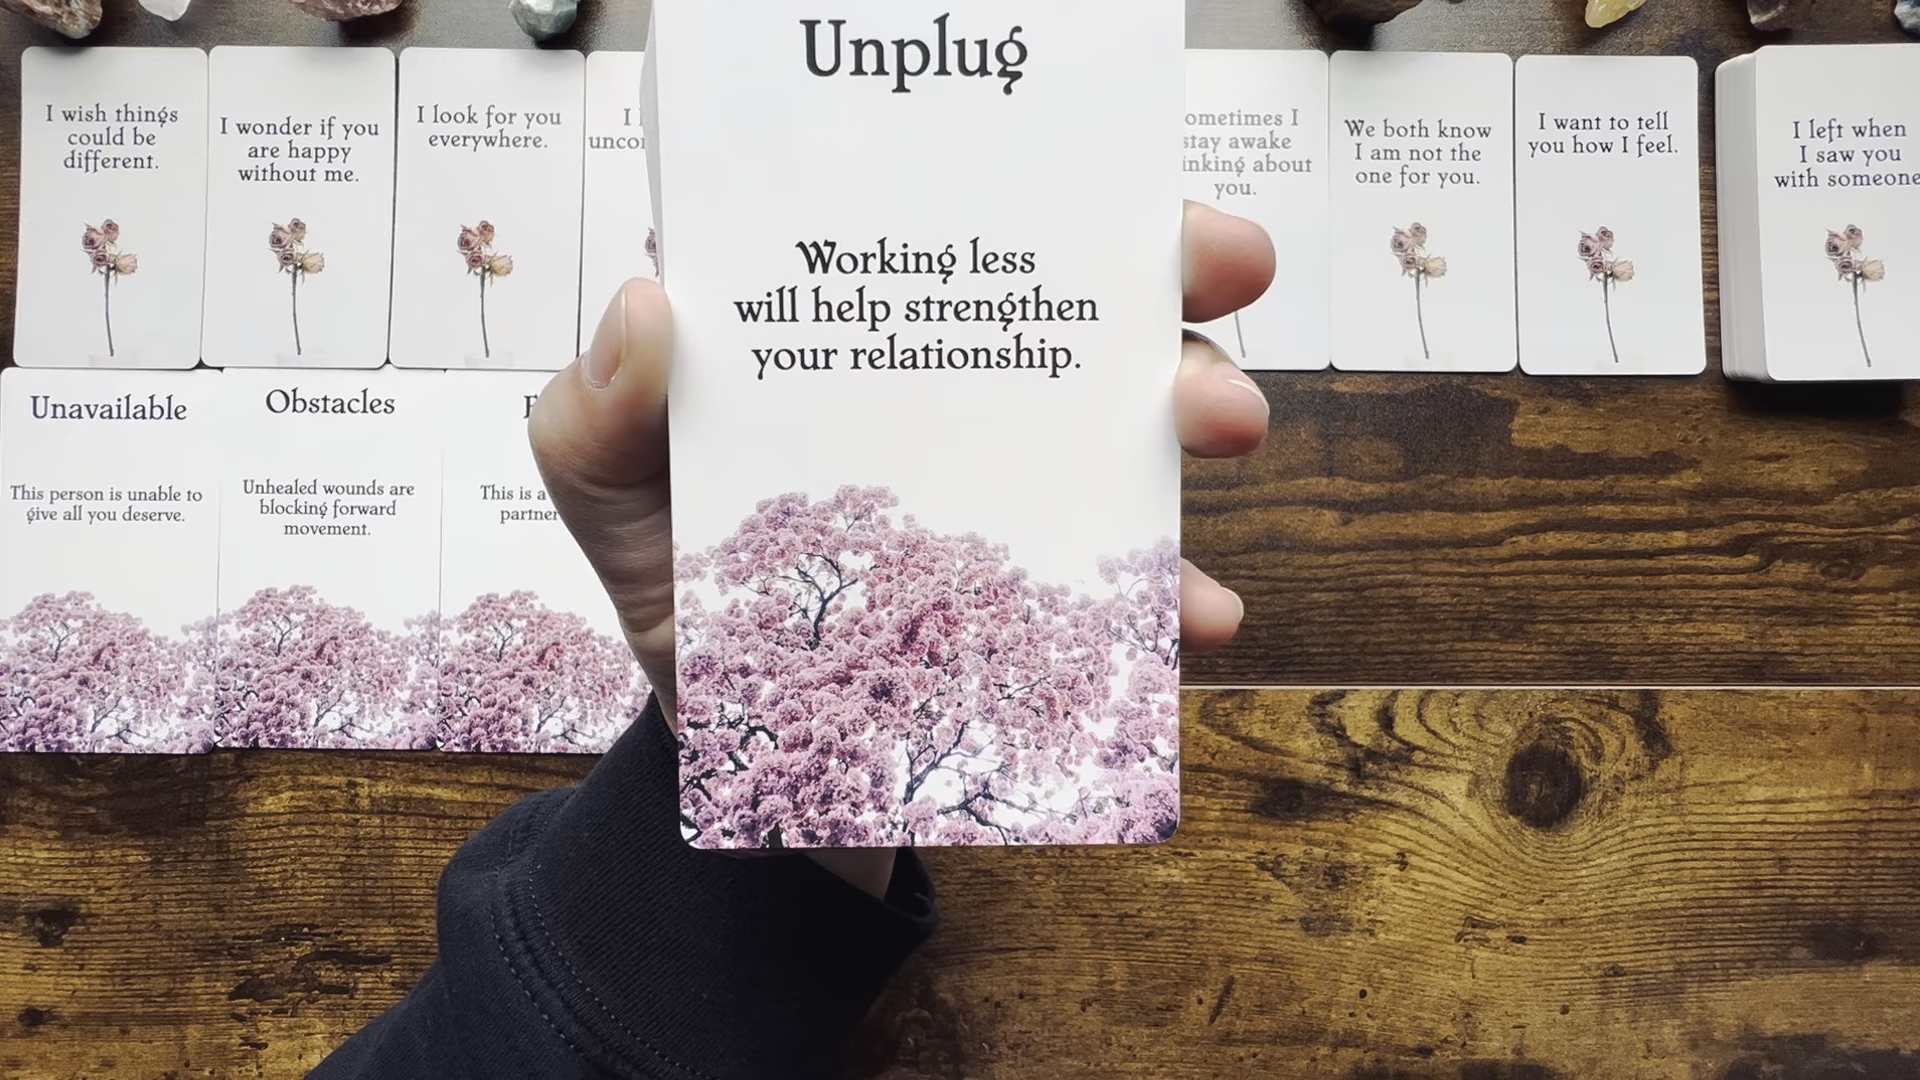 I wish things
could be
different.
I wonder if you
are happy
without me.
I look for you
everywhere.
I
Unplug
Working less
will help strengthen
your relationship.
stay awake
about
you.
We both know
I am not the
one for you.
I want to tell
you how I feel.
I left when
I saw you
with someone
Unavailable
This person is unable to
give all you deserve.
Obstacles
Unhealed wounds are
blocking forward
movement.
This is a
partner